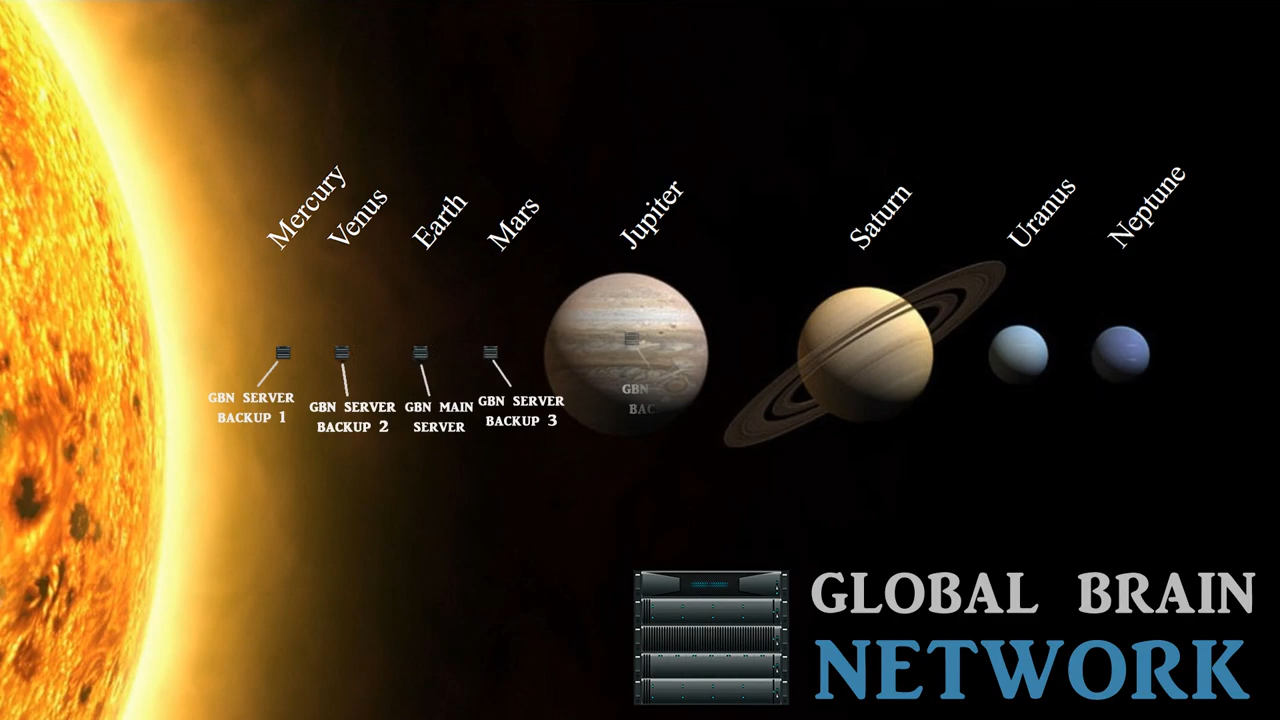 Mercury
Venus
Earth
Mars
Jupiter
Saturn
Uranus
Neptune
GBN SERVER
BACKUP 1
GBN SERVER
BACKUP 2
GBN MAIN
SERVER
GBN SERVER
BACKUP 3
GBN
BAC
GLOBAL BRAIN
NETWORK